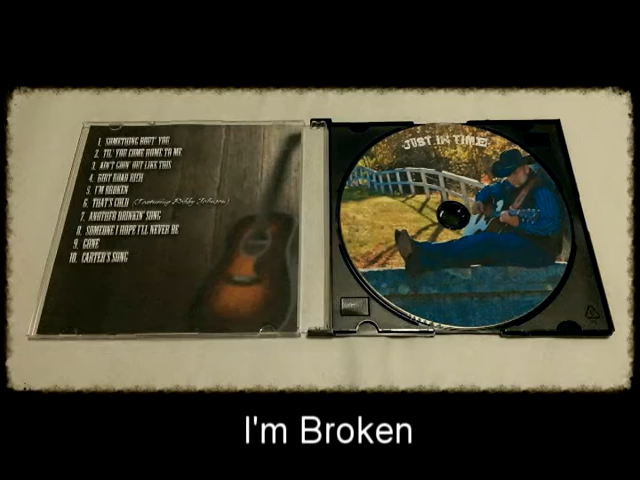 1. SOMETHING BOUT YOU
2. TIL' YOU COME HOME TO ME
3. AIN'T GOIN' OUT LIKE THIS
4. DIRT ROAD RICH
5. I'M BROKEN
6. THAT'S COLD (Featuring
7. ANOTHER DRINKIN' SONG
8. SOMEONE I HOPE I'LL NEVER BE
9. GONE
10. CARTER'S SONG
JUST IN TIME
I'm Broken